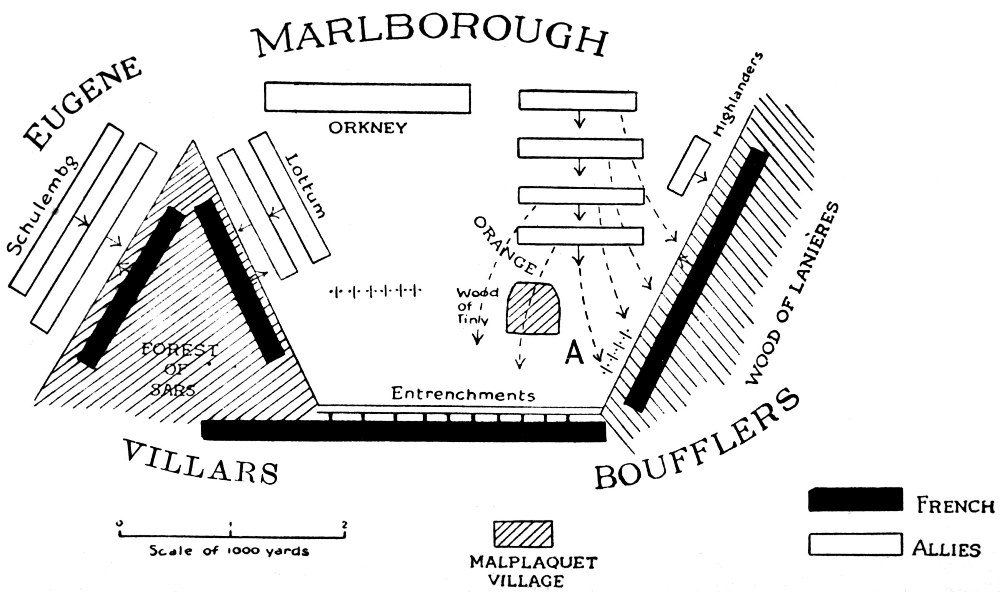 MARLBOROUGH
EUGENE
Schulembg
Lottum
ORKNEY
Highlanders
ORANGE
Wood
of
Tinly
A
FOREST
OF
SARS
Entrenchments
WOOD OF LANIÈRES
VILLARS
BOUFFLERS
0 2
Scale of 1000 yards
MALPLAQUET
VILLAGE
FRENCH
ALLIES